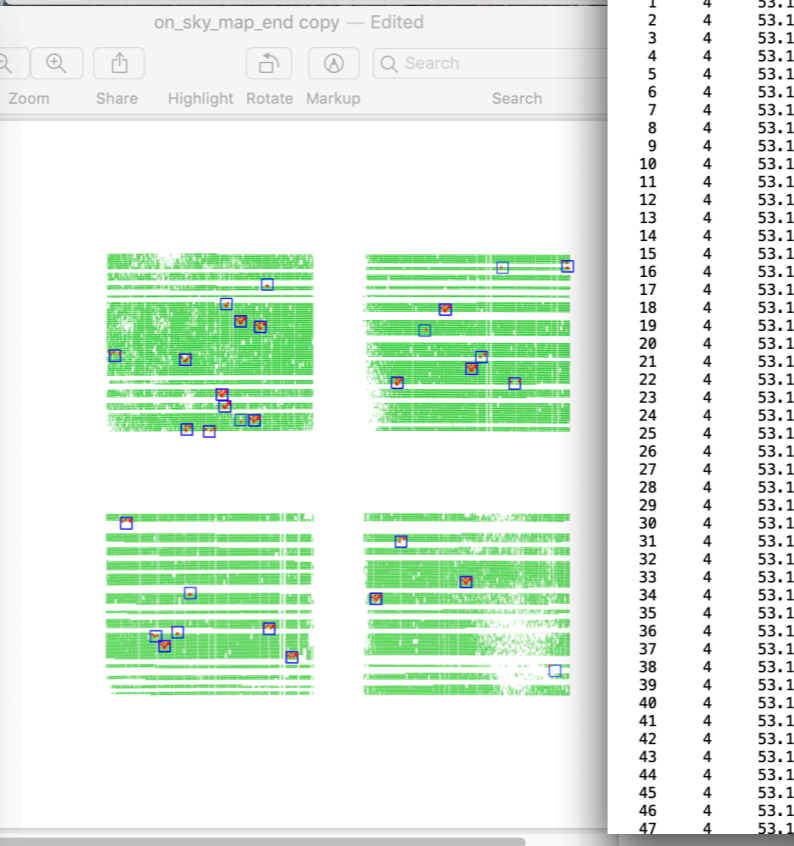 on_sky_map_end copy — Edited
Search
Zoom Share Highlight Rotate Markup Search
1 4 53.1
2 4 53.1
3 4 53.1
4 4 53.1
5 4 53.1
6 4 53.1
7 4 53.1
8 4 53.1
9 4 53.1
10 4 53.1
11 4 53.1
12 4 53.1
13 4 53.1
14 4 53.1
15 4 53.1
16 4 53.1
17 4 53.1
18 4 53.1
19 4 53.1
20 4 53.1
21 4 53.1
22 4 53.1
23 4 53.1
24 4 53.1
25 4 53.1
26 4 53.1
27 4 53.1
28 4 53.1
29 4 53.1
30 4 53.1
31 4 53.1
32 4 53.1
33 4 53.1
34 4 53.1
35 4 53.1
36 4 53.1
37 4 53.1
38 4 53.1
39 4 53.1
40 4 53.1
41 4 53.1
42 4 53.1
43 4 53.1
44 4 53.1
45 4 53.1
46 4 53.1
47 4 53.1